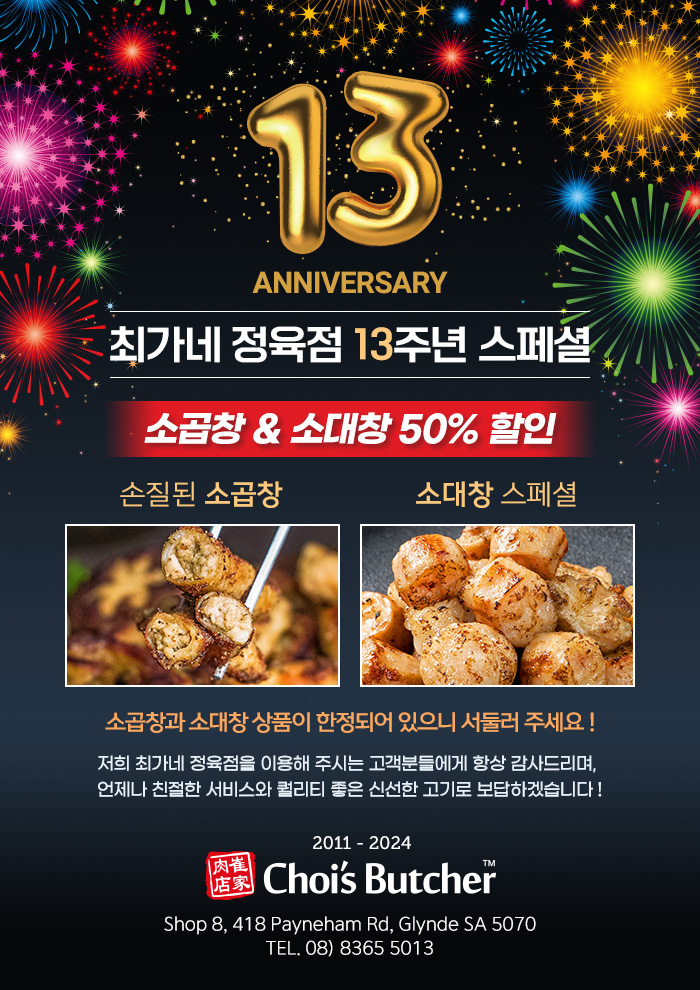 13
ANNIVERSARY
최가네 정육점 13주년 스페셜
소곱창 & 소대창 50% 할인
손질된 소곱창
소대창 스페셜
소곱창과 소대창 상품이 한정되어 있으니 서둘러 주세요 !
저희 최가네 정육점을 이용해 주시는 고객분들에게 항상 감사드리며,
언제나 친절한 서비스와 퀄리티 좋은 신선한 고기로 보답하겠습니다 !
2011 - 2024
崔家肉店
Choi's Butcher™
Shop 8, 418 Payneham Rd, Glynde SA 5070
TEL. 08) 8365 5013